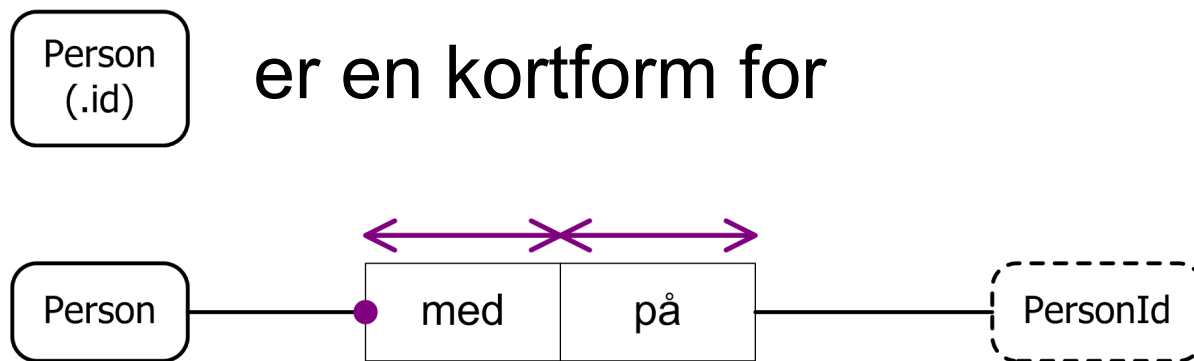 Person
(.id)
er en kortform for
Person
med
på
PersonId